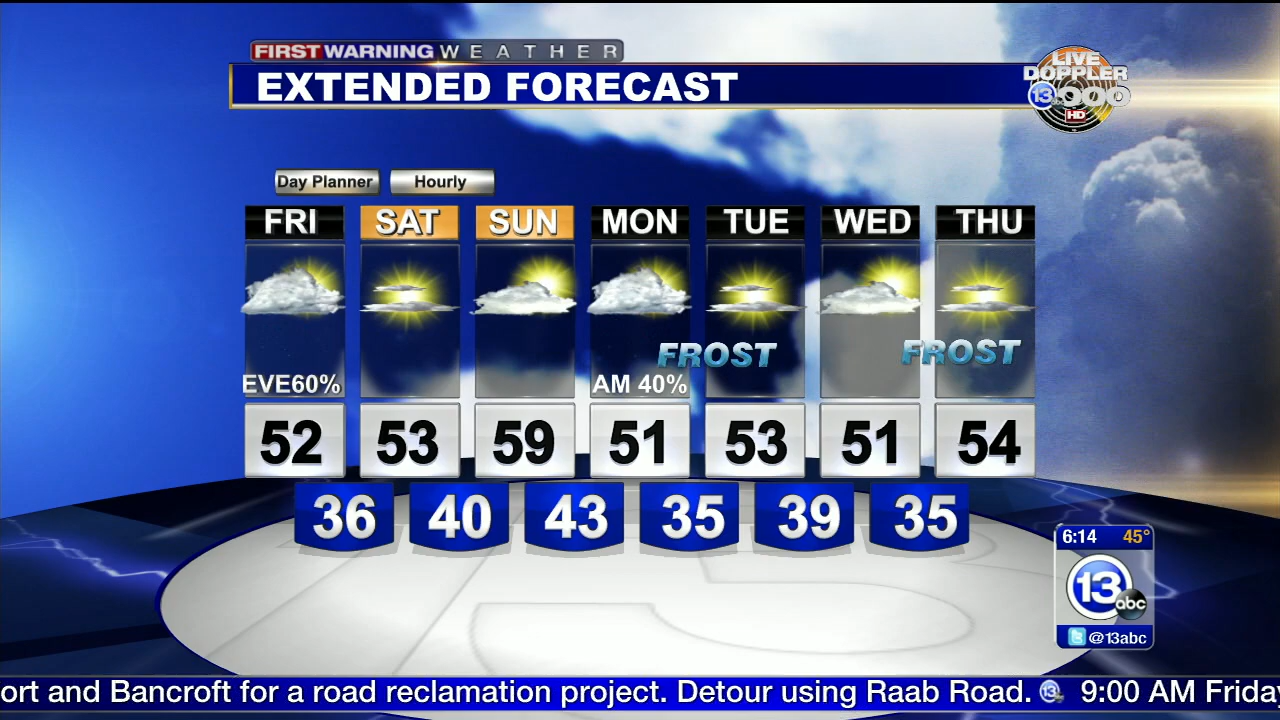 FIRST WARNING WEATHER
EXTENDED FORECAST
LIVE
DOPPLER
13 000
HD
Day Planner Hourly
FRI SAT SUN MON TUE WED THU
FROST FROST
EVE60% AM 40%
52 53 59 51 53 51 54
36 40 43 35 39 35
6:14 45°
13
abc
@13abc
ort and Bancroft for a road reclamation project. Detour using Raab Road. 13 9:00 AM Friday